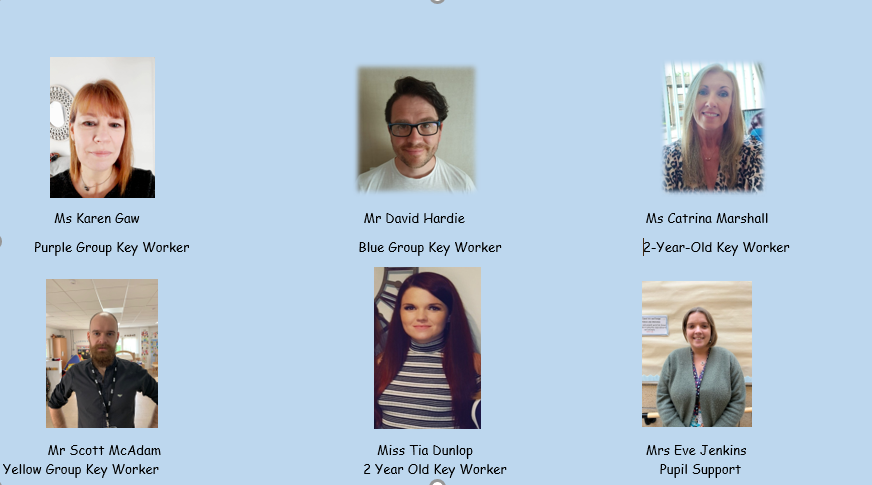 Ms Karen Gaw
Mr David Hardie
Ms Catrina Marshall
Purple Group Key Worker
Blue Group Key Worker
2-Year-Old Key Worker
Mr Scott McAdam
Miss Tia Dunlop
Mrs Eve Jenkins
Yellow Group Key Worker
2 Year Old Key Worker
Pupil Support